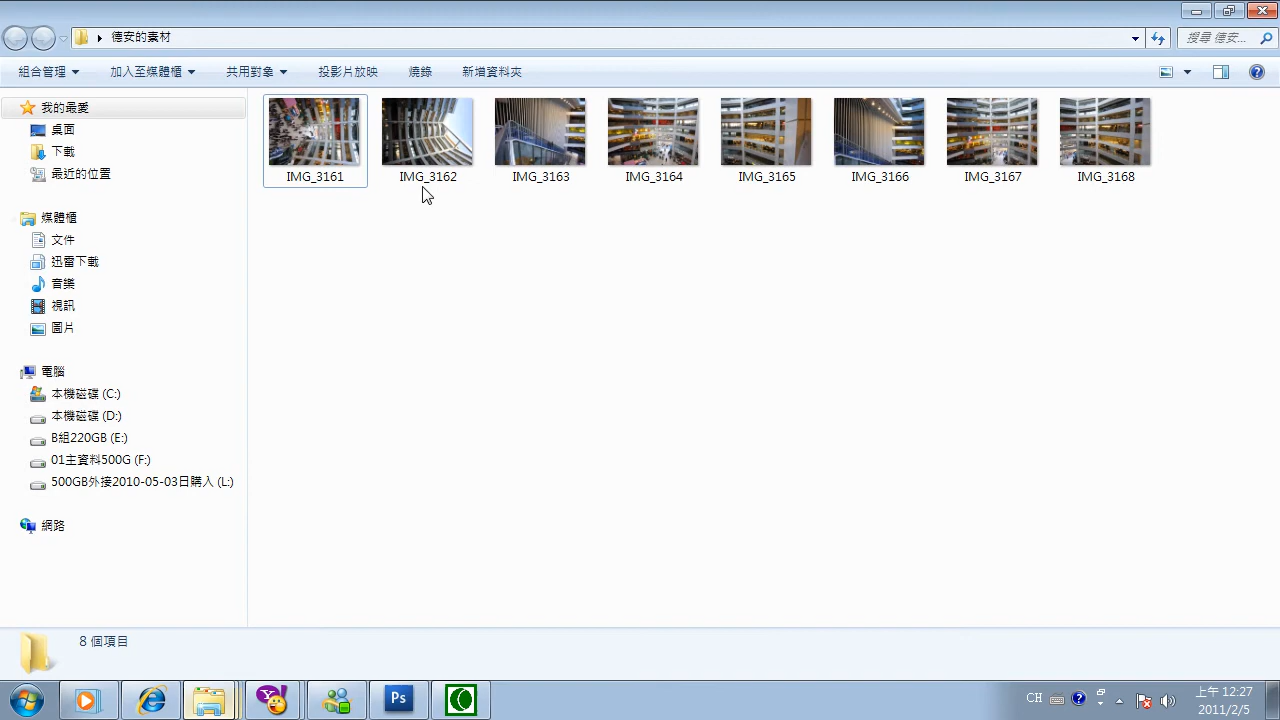 德安的素材
搜尋 德安...
組合管理
加入至媒體櫃
共用對象
投影片放映
燒錄
新增資料夾
我的最愛
桌面
下載
最近的位置
媒體櫃
文件
迅雷下載
音樂
視訊
圖片
電腦
本機磁碟 (C:)
本機磁碟 (D:)
B組220GB (E:)
01主資料500G (F:)
500GB外接2010-05-03日購入 (L:)
網路
IMG_3161
IMG_3162
IMG_3163
IMG_3164
IMG_3165
IMG_3166
IMG_3167
IMG_3168
8 個項目
Y!
Ps
CH
上午 12:27
2011/2/5